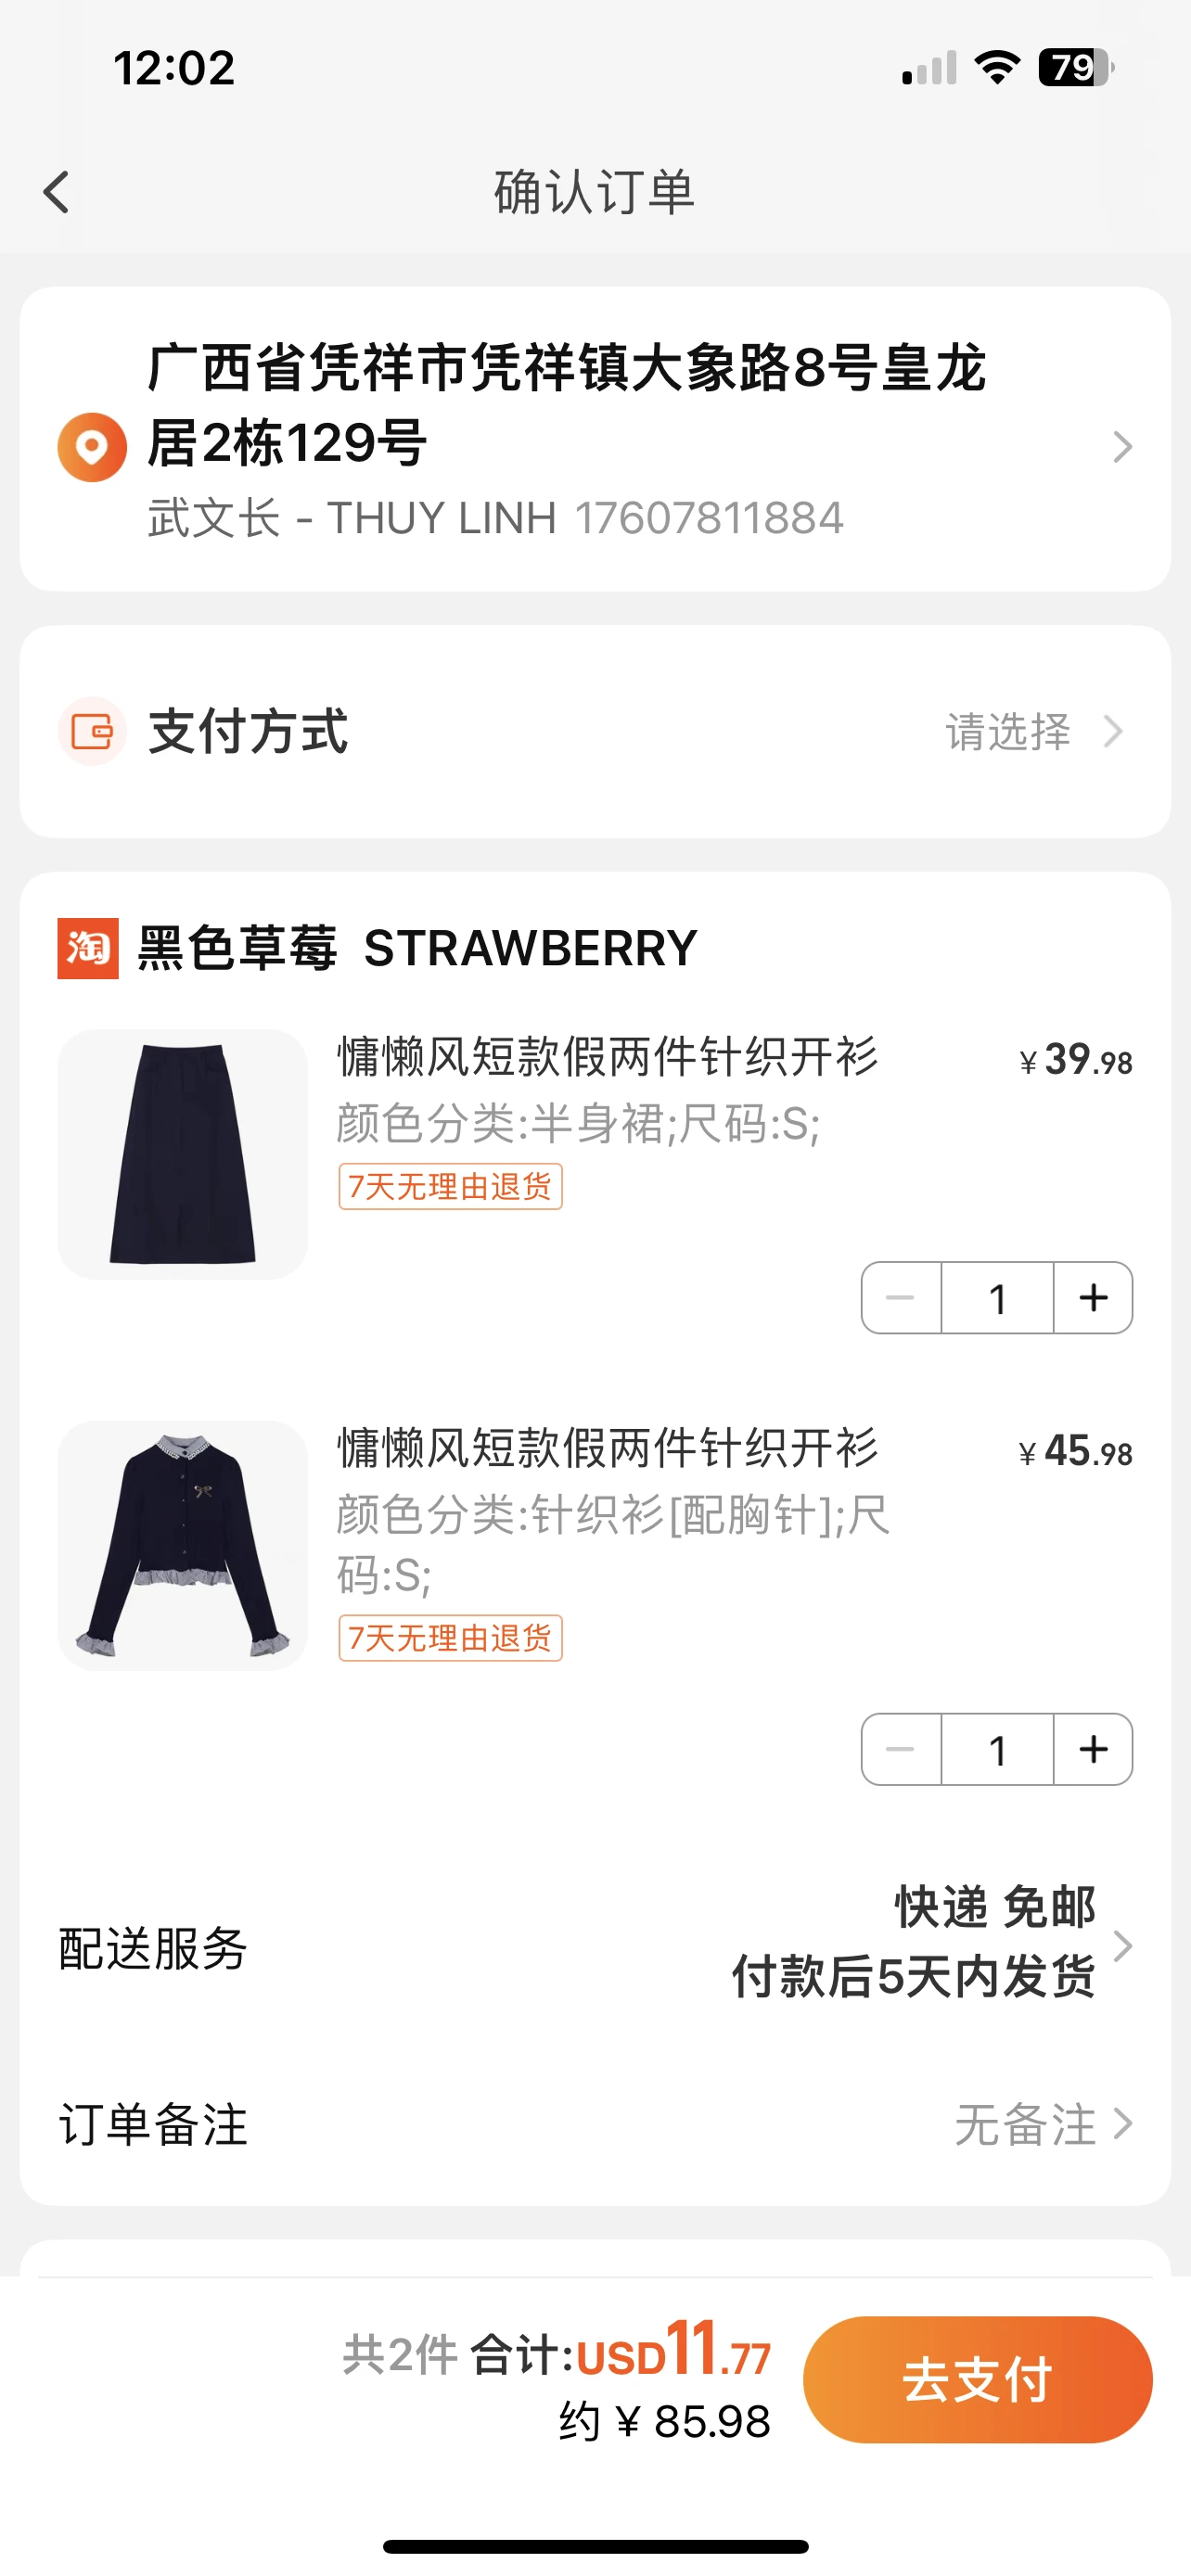 12:02
79
确认订单
广西省凭祥市凭祥镇大象路8号皇龙
居2栋129号
武文长 - THUY LINH 17607811884
支付方式 请选择
淘 黑色草莓 STRAWBERRY
慵懒风短款假两件针织开衫 ¥39.98
颜色分类:半身裙;尺码:S;
7天无理由退货
1
慵懒风短款假两件针织开衫 ¥45.98
颜色分类:针织衫[配胸针];尺
码:S;
7天无理由退货
1
快递 免邮
配送服务
付款后5天内发货
订单备注 无备注
共2件 合计:USD11.77
约 ¥ 85.98
去支付